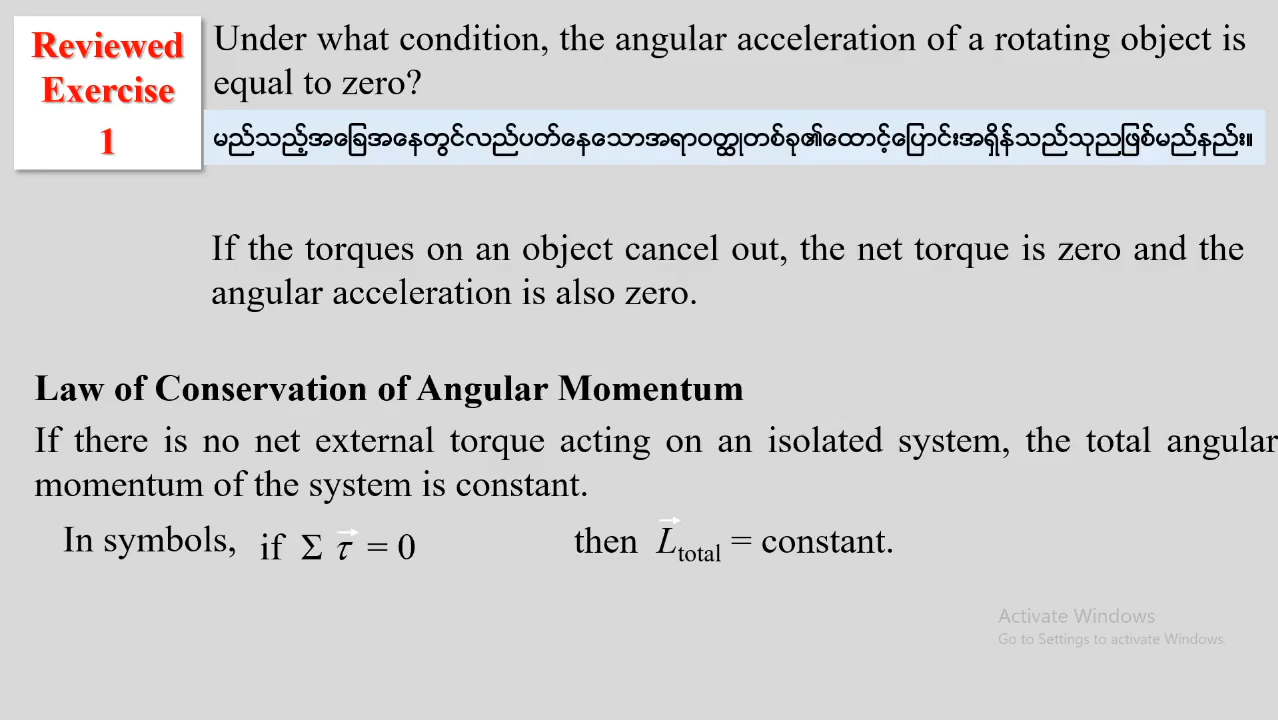 Reviewed
Exercise
1
Under what condition, the angular acceleration of a rotating object is
equal to zero?
မည်သည့်အခြေအနေတွင်လည်ပတ်နေသောအရာဝတ္ထုတစ်ခု၏ထောင့်ပြောင်းအရှိန်သည်သုညဖြစ်မည်နည်း။
If the torques on an object cancel out, the net torque is zero and the
angular acceleration is also zero.
Law of Conservation of Angular Momentum
If there is no net external torque acting on an isolated system, the total angular
momentum of the system is constant.
In symbols, if Σ τ⃗ = 0 then L⃗total = constant.
Activate Windows
Go to Settings to activate Windows.